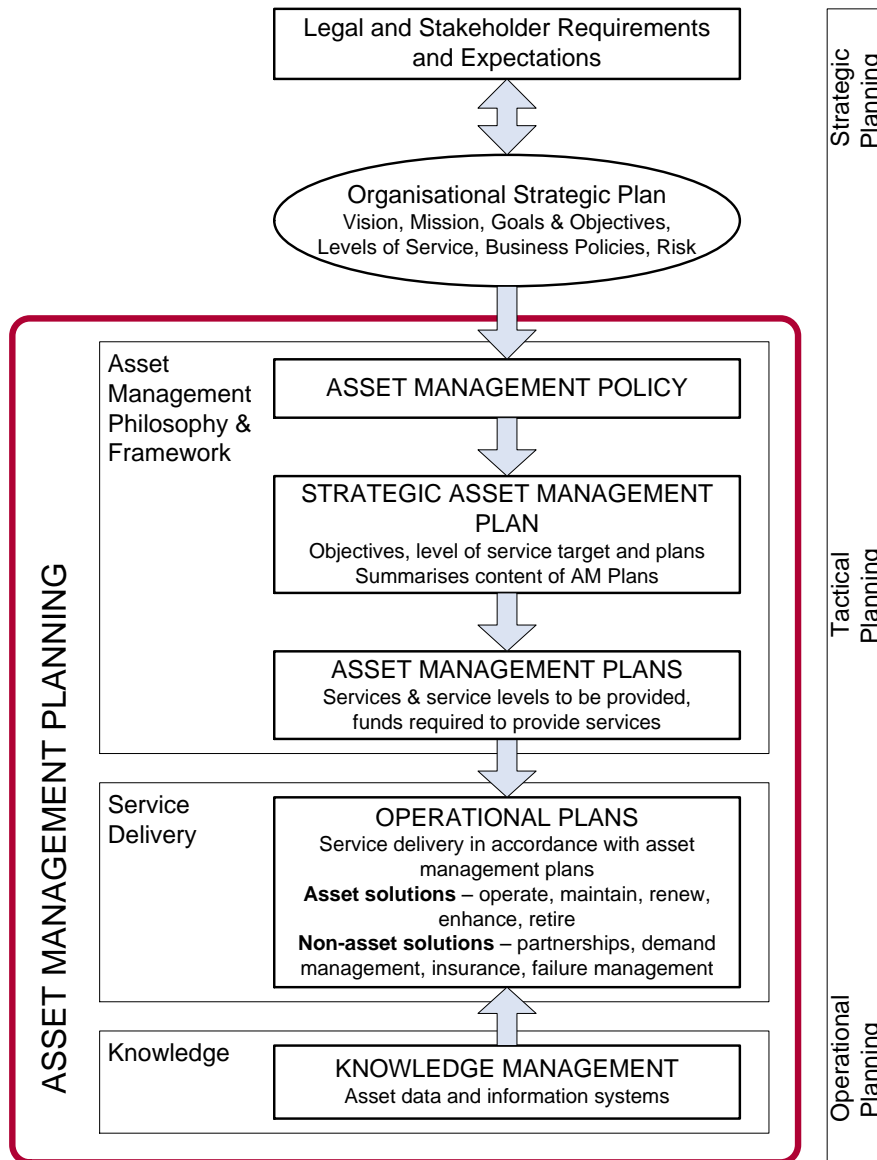 Legal and Stakeholder Requirements
and Expectations
Strategic
Planning
Organisational Strategic Plan
Vision, Mission, Goals & Objectives,
Levels of Service, Business Policies, Risk
Asset
Management
Philosophy &
Framework
ASSET MANAGEMENT POLICY
STRATEGIC ASSET MANAGEMENT
PLAN
Objectives, level of service target and plans
Summarises content of AM Plans
Tactical
Planning
ASSET MANAGEMENT PLANS
Services & service levels to be provided,
funds required to provide services
ASSET MANAGEMENT PLANNING
Service
Delivery
OPERATIONAL PLANS
Service delivery in accordance with asset
management plans
Asset solutions – operate, maintain, renew,
enhance, retire
Non-asset solutions – partnerships, demand
management, insurance, failure management
Operational
Planning
Knowledge
KNOWLEDGE MANAGEMENT
Asset data and information systems